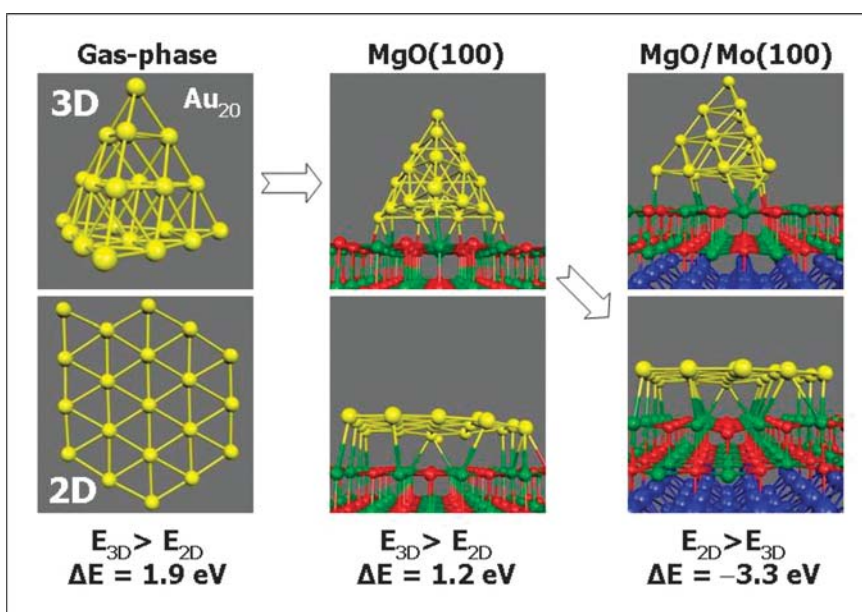 Gas-phase
MgO(100)
MgO/Mo(100)
3D
Au20
2D
E3D > E2D
ΔE = 1.9 eV
E3D > E2D
ΔE = 1.2 eV
E2D>E3D
ΔE = −3.3 eV